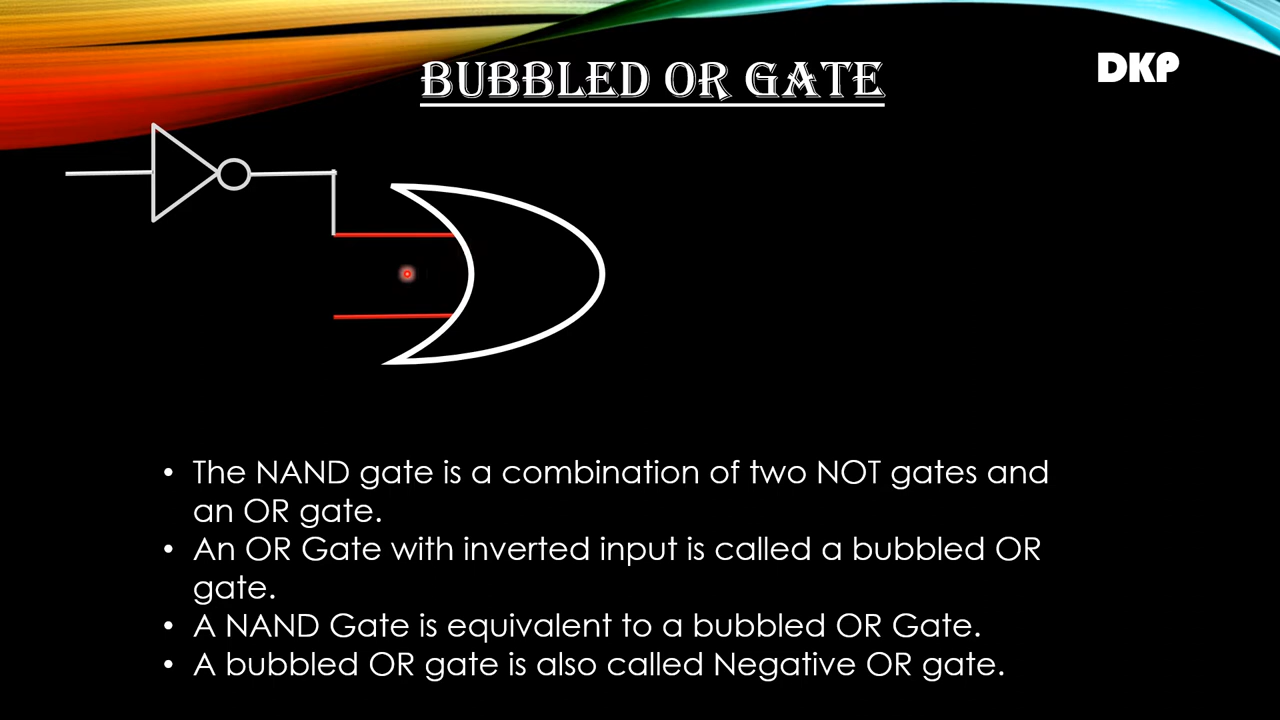 BUBBLED OR GATE
DKP
• The NAND gate is a combination of two NOT gates and
an OR gate.
• An OR Gate with inverted input is called a bubbled OR
gate.
• A NAND Gate is equivalent to a bubbled OR Gate.
• A bubbled OR gate is also called Negative OR gate.